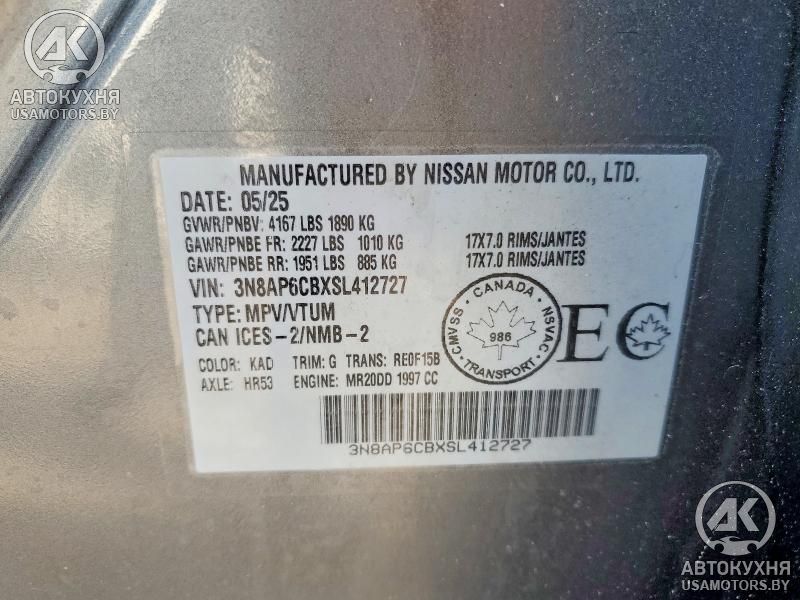 АК
АВТОКУХНЯ
USAMOTORS.BY
MANUFACTURED BY NISSAN MOTOR CO., LTD.
DATE: 05/25
GVWR/PNBV: 4167 LBS 1890 KG
GAWR/PNBE FR: 2227 LBS 1010 KG 17X7.0 RIMS/JANTES
GAWR/PNBE RR: 1951 LBS 885 KG 17X7.0 RIMS/JANTES
VIN: 3N8AP6CBXSL412727
TYPE: MPV/VTUM
CAN ICES-2/NMB-2
CANADA
CMVSS
NSVAC
986
TRANSPORT
EC
COLOR: KAD TRIM: G TRANS: RE0F15B
AXLE: HR53 ENGINE: MR20DD 1997 CC
3N8AP6CBXSL412727
АК
АВТОКУХНЯ
USAMOTORS.BY